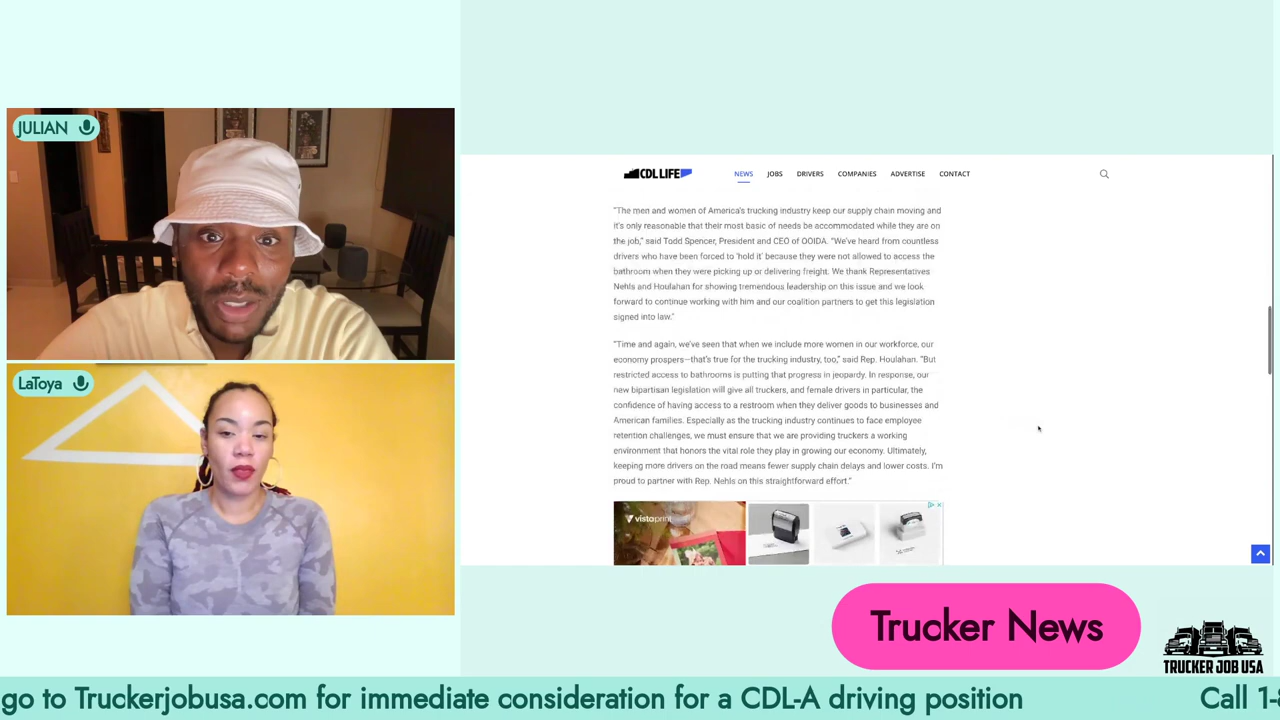 JULIAN
LaToya
CDL LIFE
NEWS JOBS DRIVERS COMPANIES ADVERTISE CONTACT
"The men and women of America's trucking industry keep our supply chain moving and
it's only reasonable that their most basic of needs be accommodated while they are on
the job," said Todd Spencer, President and CEO of OOIDA. "We've heard from countless
drivers who have been forced to 'hold it' because they were not allowed to access the
bathroom when they were picking up or delivering freight. We thank Representatives
Nehls and Houlahan for showing tremendous leadership on this issue and we look
forward to continue working with him and our coalition partners to get this legislation
signed into law."
"Time and again, we've seen that when we include more women in our workforce, our
economy prospers—that's true for the trucking industry, too," said Rep. Houlahan. "But
restricted access to bathrooms is putting that progress in jeopardy. In response, our
new bipartisan legislation will give all truckers, and female drivers in particular, the
confidence of having access to a restroom when they deliver goods to businesses and
American families. Especially as the trucking industry continues to face employee
retention challenges, we must ensure that we are providing truckers a working
environment that honors the vital role they play in growing our economy. Ultimately,
keeping more drivers on the road means fewer supply chain delays and lower costs. I'm
proud to partner with Rep. Nehls on this straightforward effort."
vistaprint
Trucker News
TRUCKER JOB USA
go to Truckerjobusa.com for immediate consideration for a CDL-A driving position Call 1-8